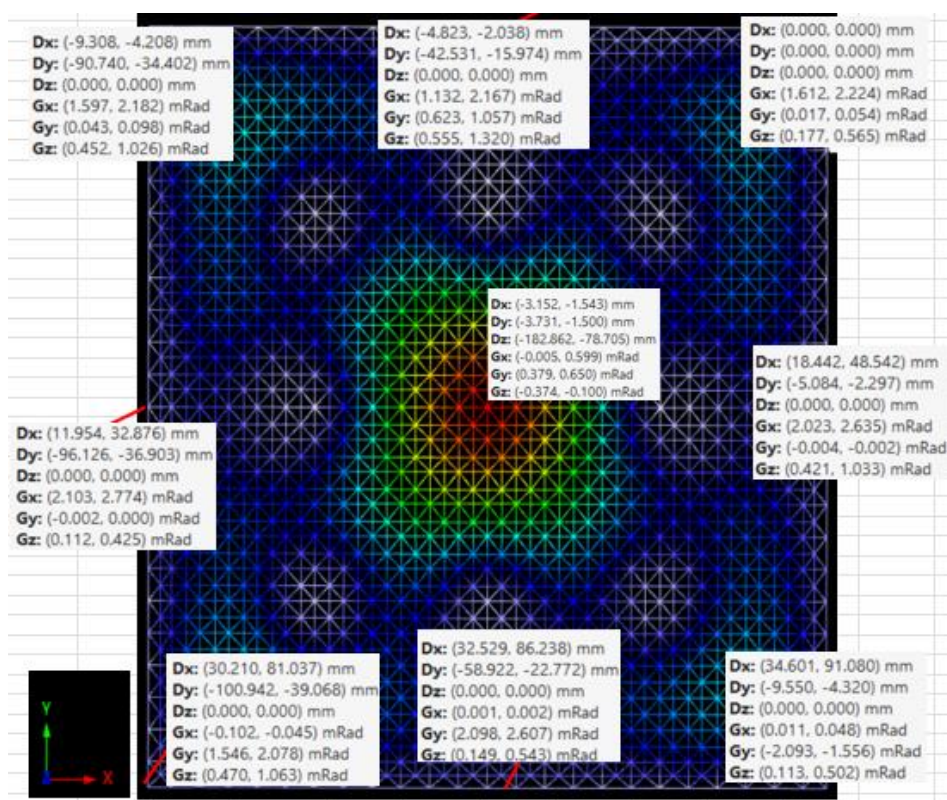 Dx: (-9.308, -4.208) mm
Dy: (-90.740, -34.402) mm
Dz: (0.000, 0.000) mm
Gx: (1.597, 2.182) mRad
Gy: (0.043, 0.098) mRad
Gz: (0.452, 1.026) mRad
Dx: (-4.823, -2.038) mm
Dy: (-42.531, -15.974) mm
Dz: (0.000, 0.000) mm
Gx: (1.132, 2.167) mRad
Gy: (0.623, 1.057) mRad
Gz: (0.555, 1.320) mRad
Dx: (0.000, 0.000) mm
Dy: (0.000, 0.000) mm
Dz: (0.000, 0.000) mm
Gx: (1.612, 2.224) mRad
Gy: (0.017, 0.054) mRad
Gz: (0.177, 0.565) mRad
Dx: (-3.152, -1.543) mm
Dy: (-3.731, -1.500) mm
Dz: (-182.862, -78.705) mm
Gx: (-0.005, 0.599) mRad
Gy: (0.379, 0.650) mRad
Gz: (-0.374, -0.100) mRad
Dx: (18.442, 48.542) mm
Dy: (-5.084, -2.297) mm
Dz: (0.000, 0.000) mm
Gx: (2.023, 2.635) mRad
Gy: (-0.004, -0.002) mRad
Gz: (0.421, 1.033) mRad
Dx: (11.954, 32.876) mm
Dy: (-96.126, -36.903) mm
Dz: (0.000, 0.000) mm
Gx: (2.103, 2.774) mRad
Gy: (-0.002, 0.000) mRad
Gz: (0.112, 0.425) mRad
Dx: (30.210, 81.037) mm
Dy: (-100.942, -39.068) mm
Dz: (0.000, 0.000) mm
Gx: (-0.102, -0.045) mRad
Gy: (1.546, 2.078) mRad
Gz: (0.470, 1.063) mRad
Dx: (32.529, 86.238) mm
Dy: (-58.922, -22.772) mm
Dz: (0.000, 0.000) mm
Gx: (0.001, 0.002) mRad
Gy: (2.098, 2.607) mRad
Gz: (0.149, 0.543) mRad
Dx: (34.601, 91.080) mm
Dy: (-9.550, -4.320) mm
Dz: (0.000, 0.000) mm
Gx: (0.011, 0.048) mRad
Gy: (-2.093, -1.556) mRad
Gz: (0.113, 0.502) mRad
Y
X